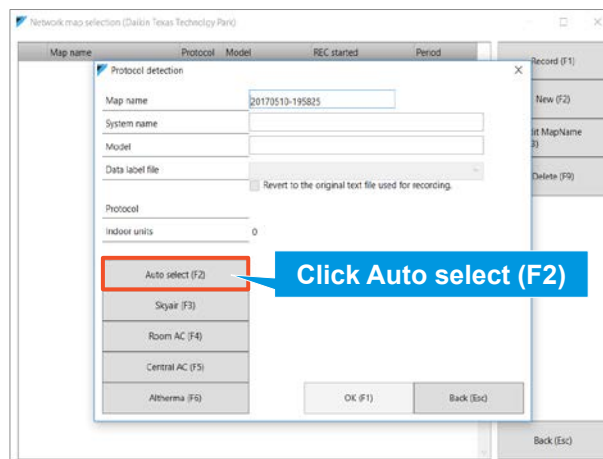 Network map selection (Daikin Texas Technolgy Park)
Map name Protocol Model REC started Period
Record (F1)
New (F2)
dit MapName
3)
Delete (F9)
Protocol detection
Map name 20170510-195825
System name
Model
Data label file
Revert to the original text file used for recording.
Protocol
Indoor units 0
Auto select (F2)
Click Auto select (F2)
Skyair (F3)
Room AC (F4)
Central AC (F5)
Altherma (F6)
OK (F1)
Back (Esc)
Back (Esc)